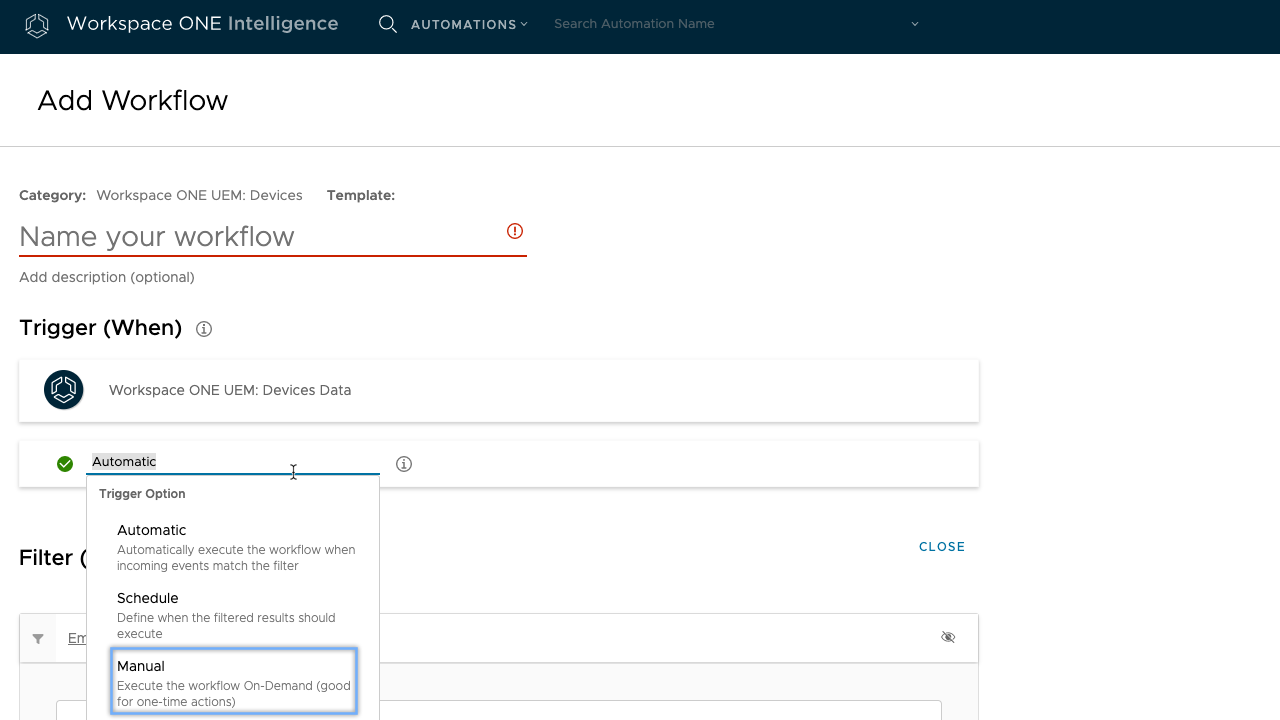 Workspace ONE Intelligence
AUTOMATIONS
Search Automation Name
Add Workflow
Category: Workspace ONE UEM: Devices Template:
Name your workflow
Add description (optional)
Trigger (When)
Workspace ONE UEM: Devices Data
Automatic
Trigger Option
Automatic
Automatically execute the workflow when
incoming events match the filter
Filter (
CLOSE
Schedule
Define when the filtered results should
execute
Em
Manual
Execute the workflow On-Demand (good
for one-time actions)